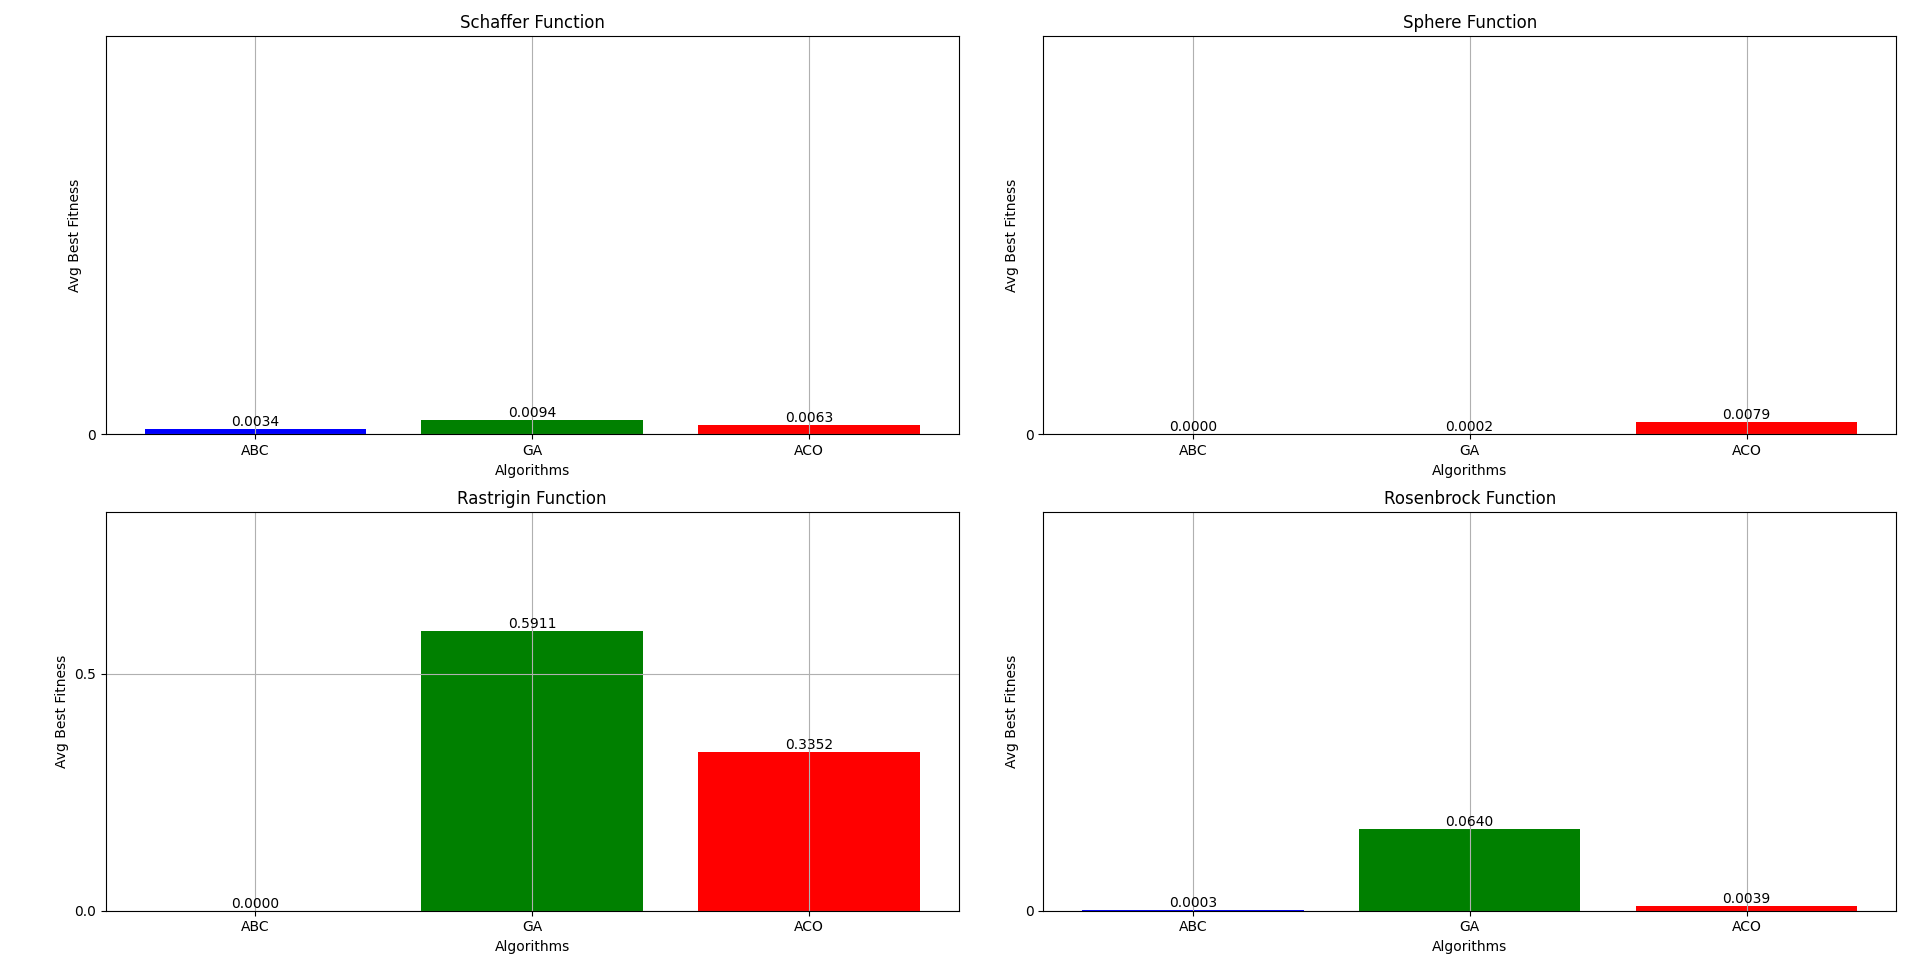 Schaffer Function
Avg Best Fitness
0.0034
0.0094
0.0063
0
ABC
GA
ACO
Algorithms
Sphere Function
Avg Best Fitness
0.0000
0.0002
0.0079
0
ABC
GA
ACO
Algorithms
Rastrigin Function
Avg Best Fitness
0.5
0.0
0.0000
0.5911
0.3352
ABC
GA
ACO
Algorithms
Rosenbrock Function
Avg Best Fitness
0.0003
0.0640
0.0039
0
ABC
GA
ACO
Algorithms